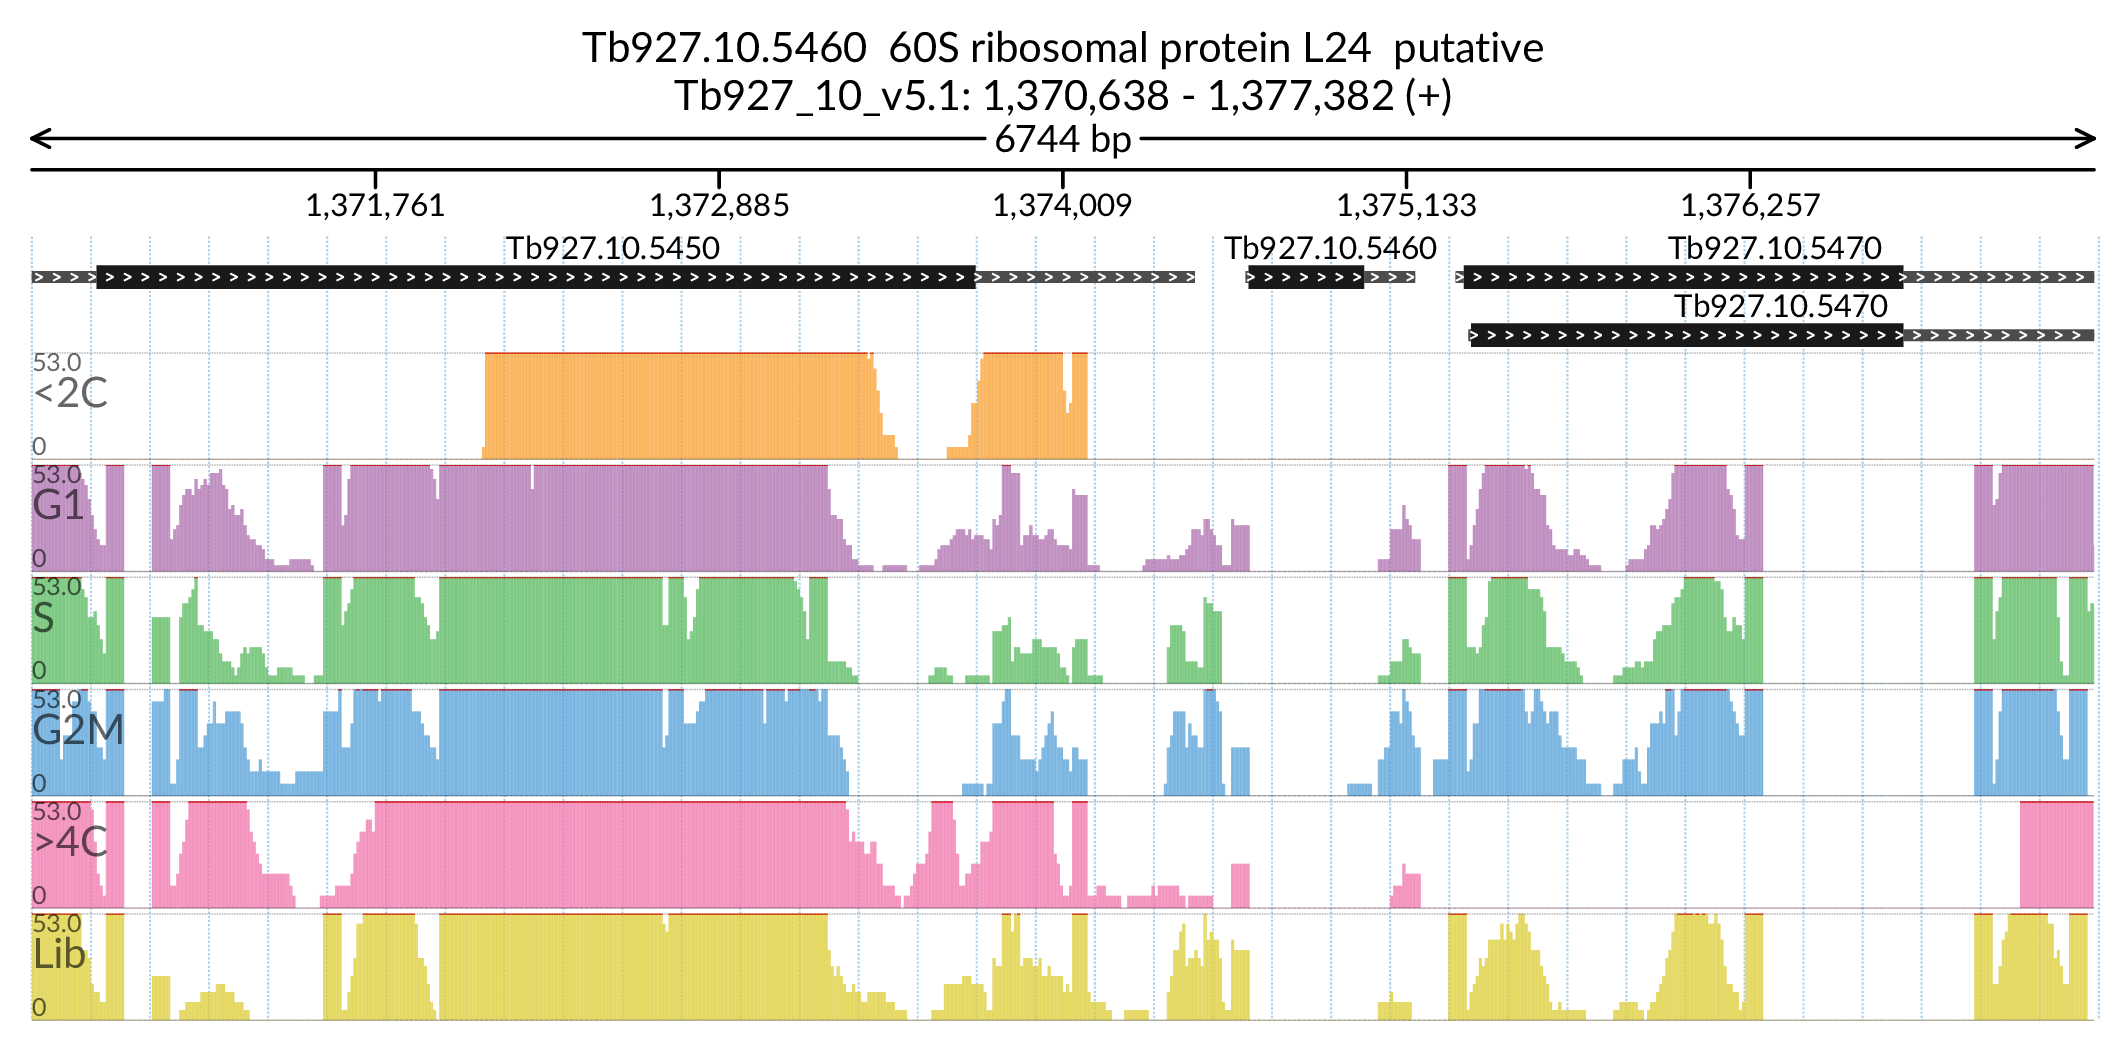 Tb927.10.5460  60S ribosomal protein L24  putative
Tb927_10_v5.1: 1,370,638 - 1,377,382 (+)
6744 bp
1,371,761 1,372,885 1,374,009 1,375,133 1,376,257
Tb927.10.5450 Tb927.10.5460 Tb927.10.5470
Tb927.10.5470
53.0
<2C
0
53.0
G1
0
53.0
S
0
53.0
G2M
0
53.0
>4C
0
53.0
Lib
0